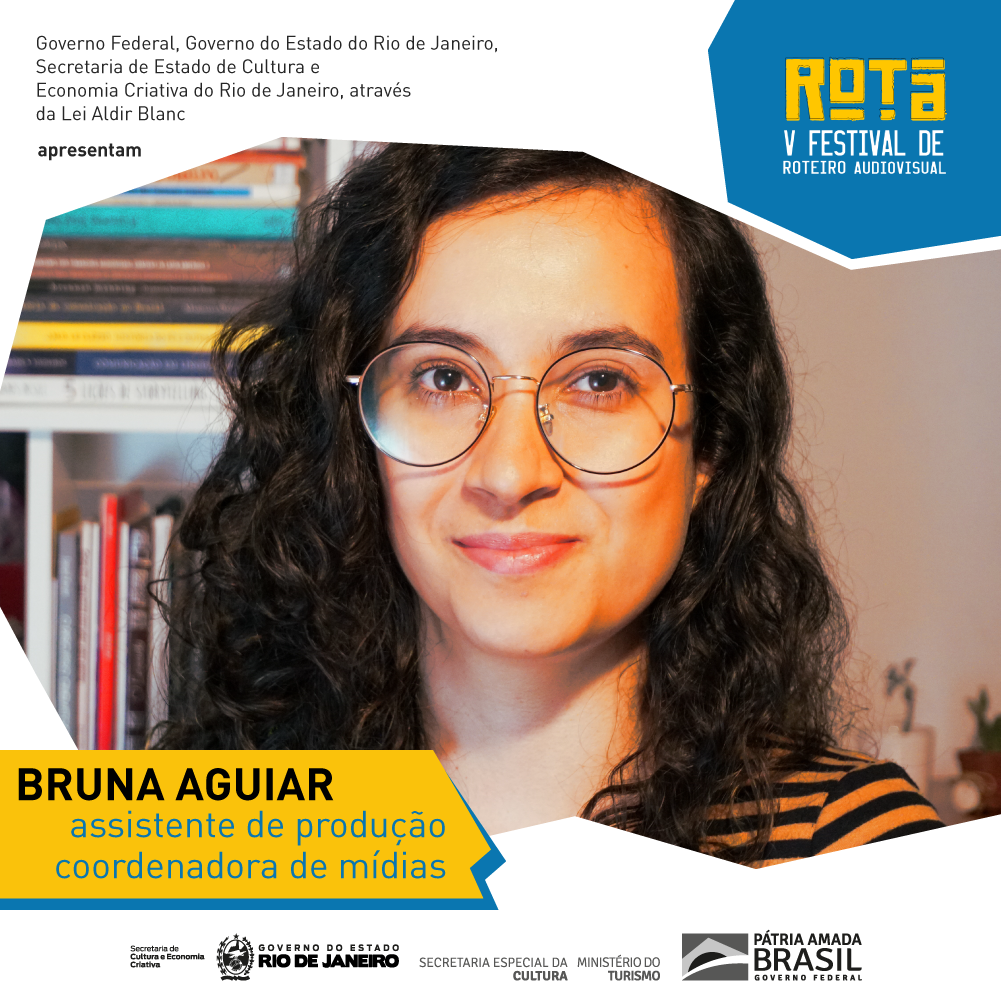 Governo Federal, Governo do Estado do Rio de Janeiro,
Secretaria de Estado de Cultura e
Economia Criativa do Rio de Janeiro, através
da Lei Aldir Blanc
apresentam
ROTA
V FESTIVAL DE
ROTEIRO AUDIOVISUAL
BRUNA AGUIAR
assistente de produção
coordenadora de mídias
Secretaria de
Cultura e Economia
Criativa
GOVERNO DO ESTADO
RIO DE JANEIRO
SECRETARIA ESPECIAL DA
CULTURA
MINISTÉRIO DO
TURISMO
PÁTRIA AMADA
BRASIL
GOVERNO FEDERAL